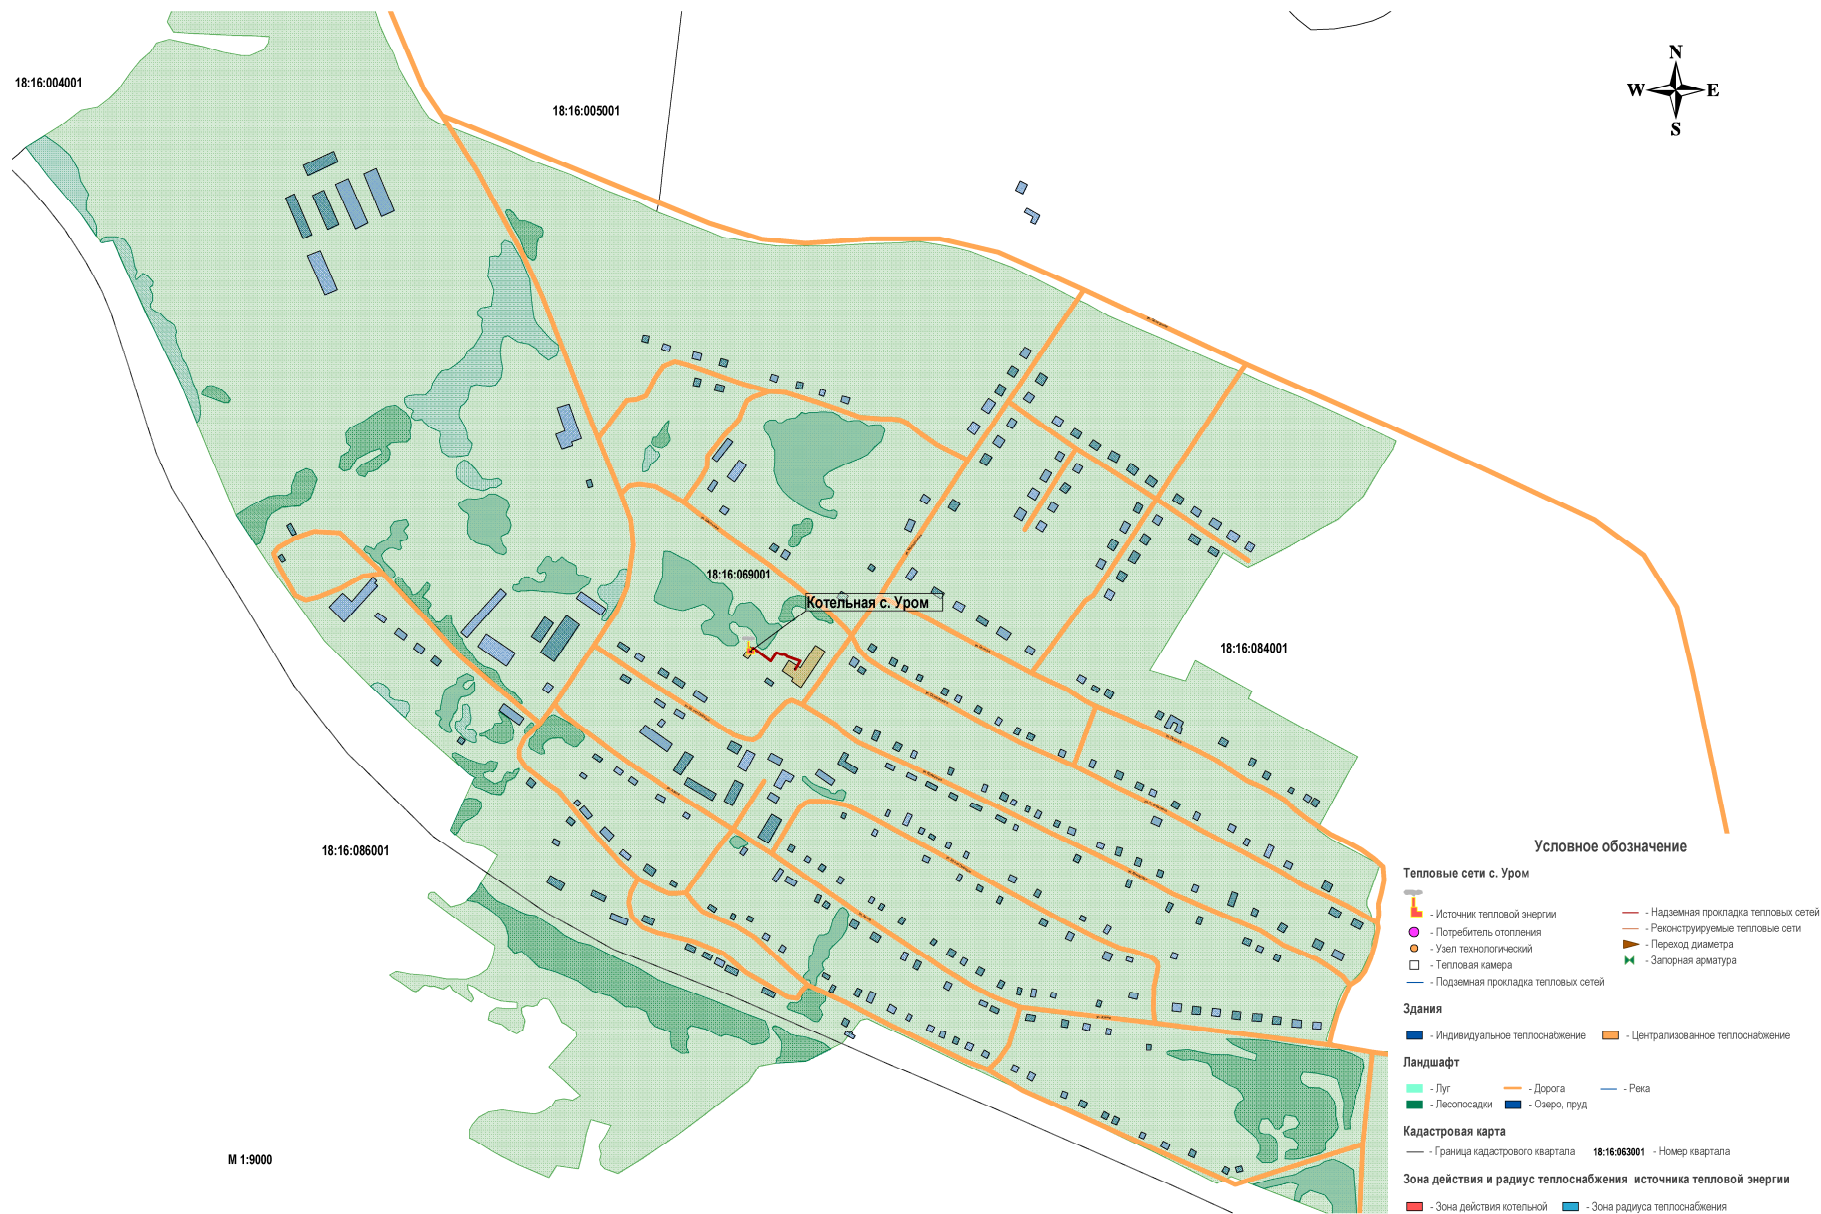 N
W E
S
18:16:004001
18:16:005001
18:16:069001
Котельная с. Уром
18:16:084001
18:16:086001
М 1:9000
Условное обозначение
Тепловые сети с. Уром
- Источник тепловой энергии
- Потребитель отопления
- Узел технологический
- Тепловая камера
- Подземная прокладка тепловых сетей
- Надземная прокладка тепловых сетей
- Реконструируемые тепловые сети
- Переход диаметра
- Запорная арматура
Здания
- Индивидуальное теплоснабжение
- Централизованное теплоснабжение
Ландшафт
- Луг
- Дорога
- Река
- Лесопосадки
- Озеро, пруд
Кадастровая карта
- Граница кадастрового квартала
18:16:063001 - Номер квартала
Зона действия и радиус теплоснабжения источника тепловой энергии
- Зона действия котельной
- Зона радиуса теплоснабжения